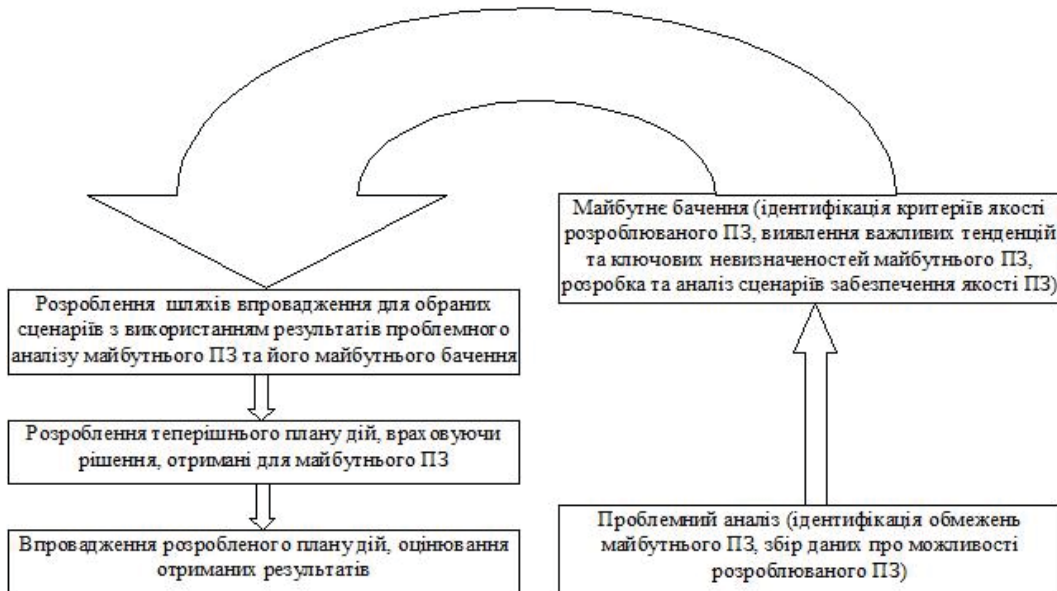 Майбутнє бачення (ідентифікація критеріїв якості
розроблюваного ПЗ, виявлення важливих тенденцій
та ключових невизначеностей майбутнього ПЗ,
розробка та аналіз сценаріїв забезпечення якості ПЗ)
Розроблення шляхів впровадження для обраних
сценаріїв з використанням результатів проблемного
аналізу майбутнього ПЗ та його майбутнього бачення
Розроблення теперішнього плану дій, враховуючи
рішення, отримані для майбутнього ПЗ
Впровадження розробленого плану дій, оцінювання
отриманих результатів
Проблемний аналіз (ідентифікація обмежень
майбутнього ПЗ, збір даних про можливості
розроблюваного ПЗ)